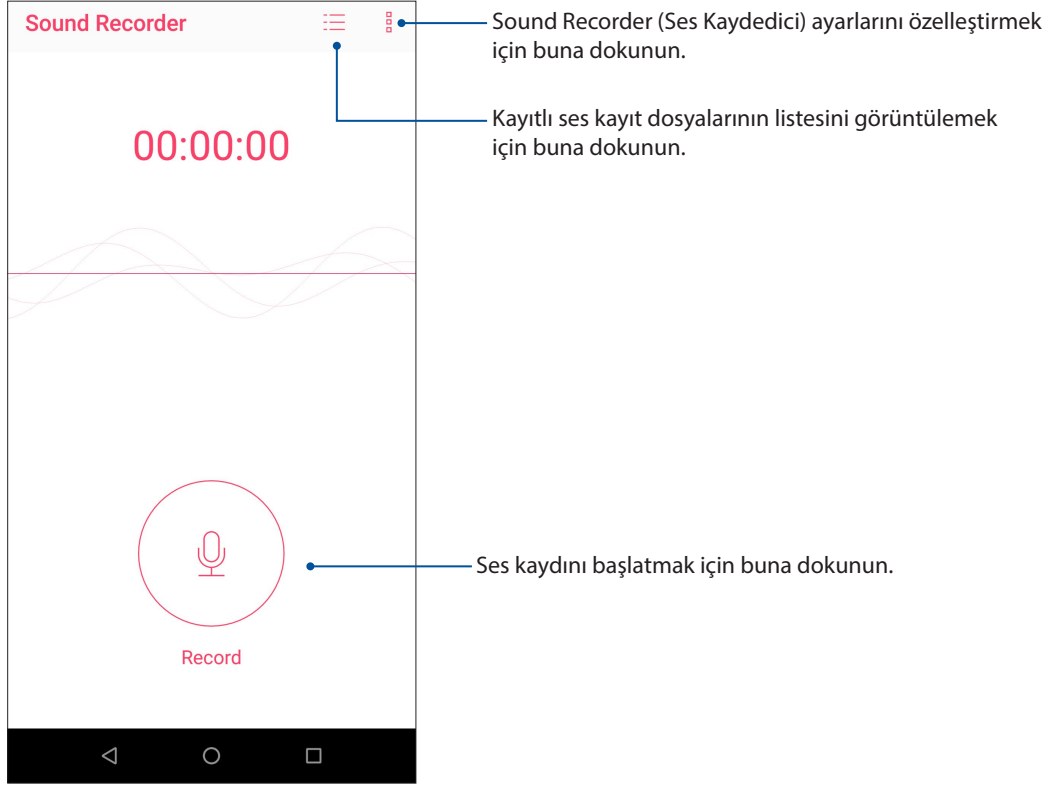 Sound Recorder
Sound Recorder (Ses Kaydedici) ayarlarını özelleştirmek
için buna dokunun.
Kayıtlı ses kayıt dosyalarının listesini görüntülemek
için buna dokunun.
00:00:00
Ses kaydını başlatmak için buna dokunun.
Record